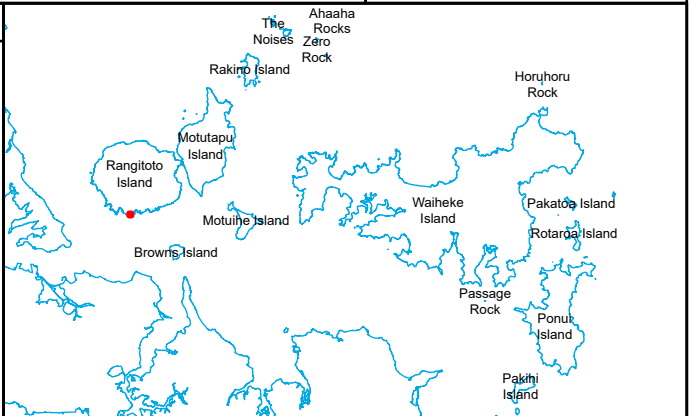 The
Noises
Ahaaha
Rocks
Zero
Rock
Rakino Island
Horuhoru
Rock
Motutapu
Island
Rangitoto
Island
Waiheke
Island
Pakatoa Island
Motuihe Island
Rotaroa Island
Browns Island
Passage
Rock
Ponui
Island
Pakihi
Island